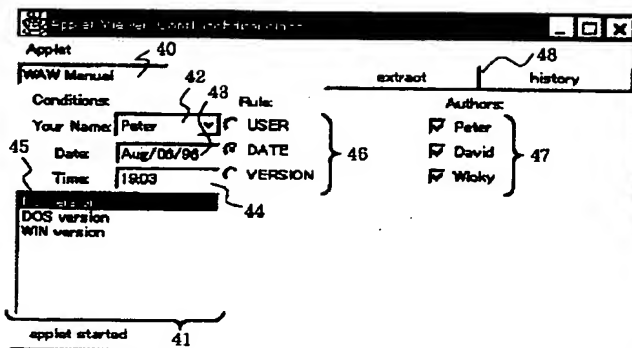 Applet
40
48
WAW Manual
extract
history
42
43
Conditions:
Rule:
Authors:
Your Name:
Peter
USER
Peter
45
Date:
Aug/06/96
DATE
46
David
47
Time:
19:03
VERSION
Wicky
44
DOS version
WIN version
applet started
41